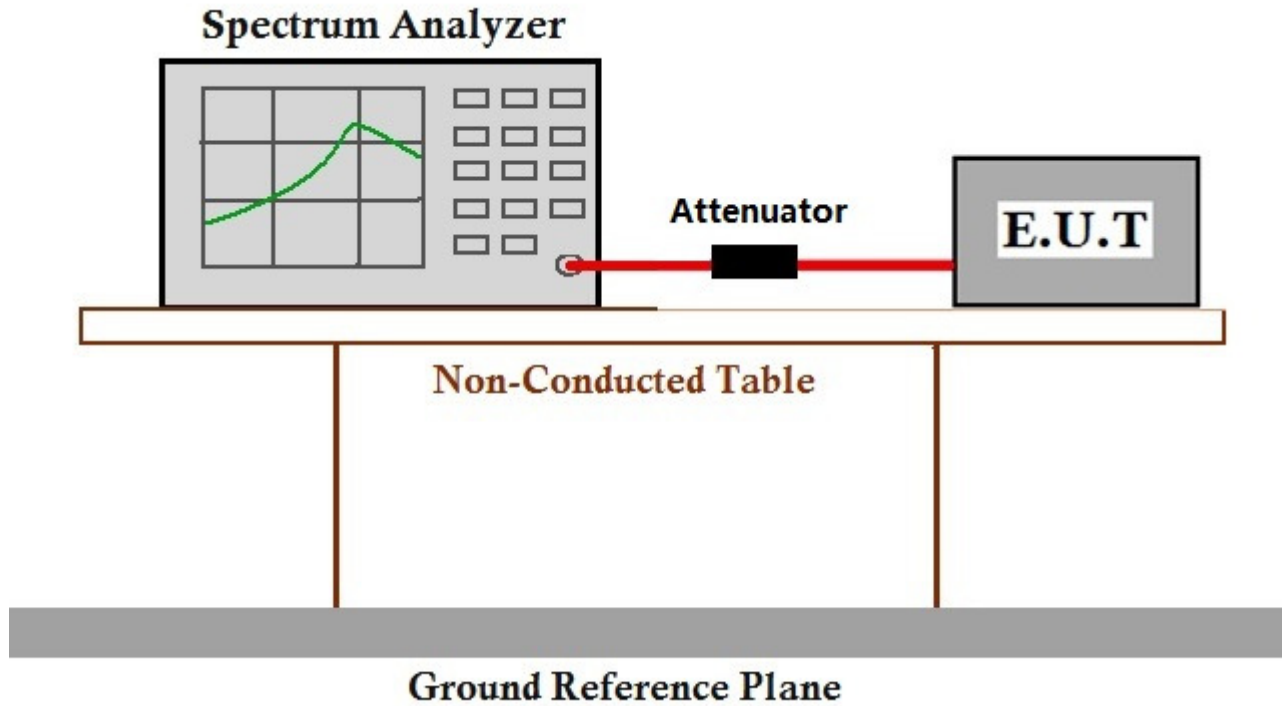 Spectrum Analyzer
Attenuator
E.U.T
Non-Conducted Table
Ground Reference Plane